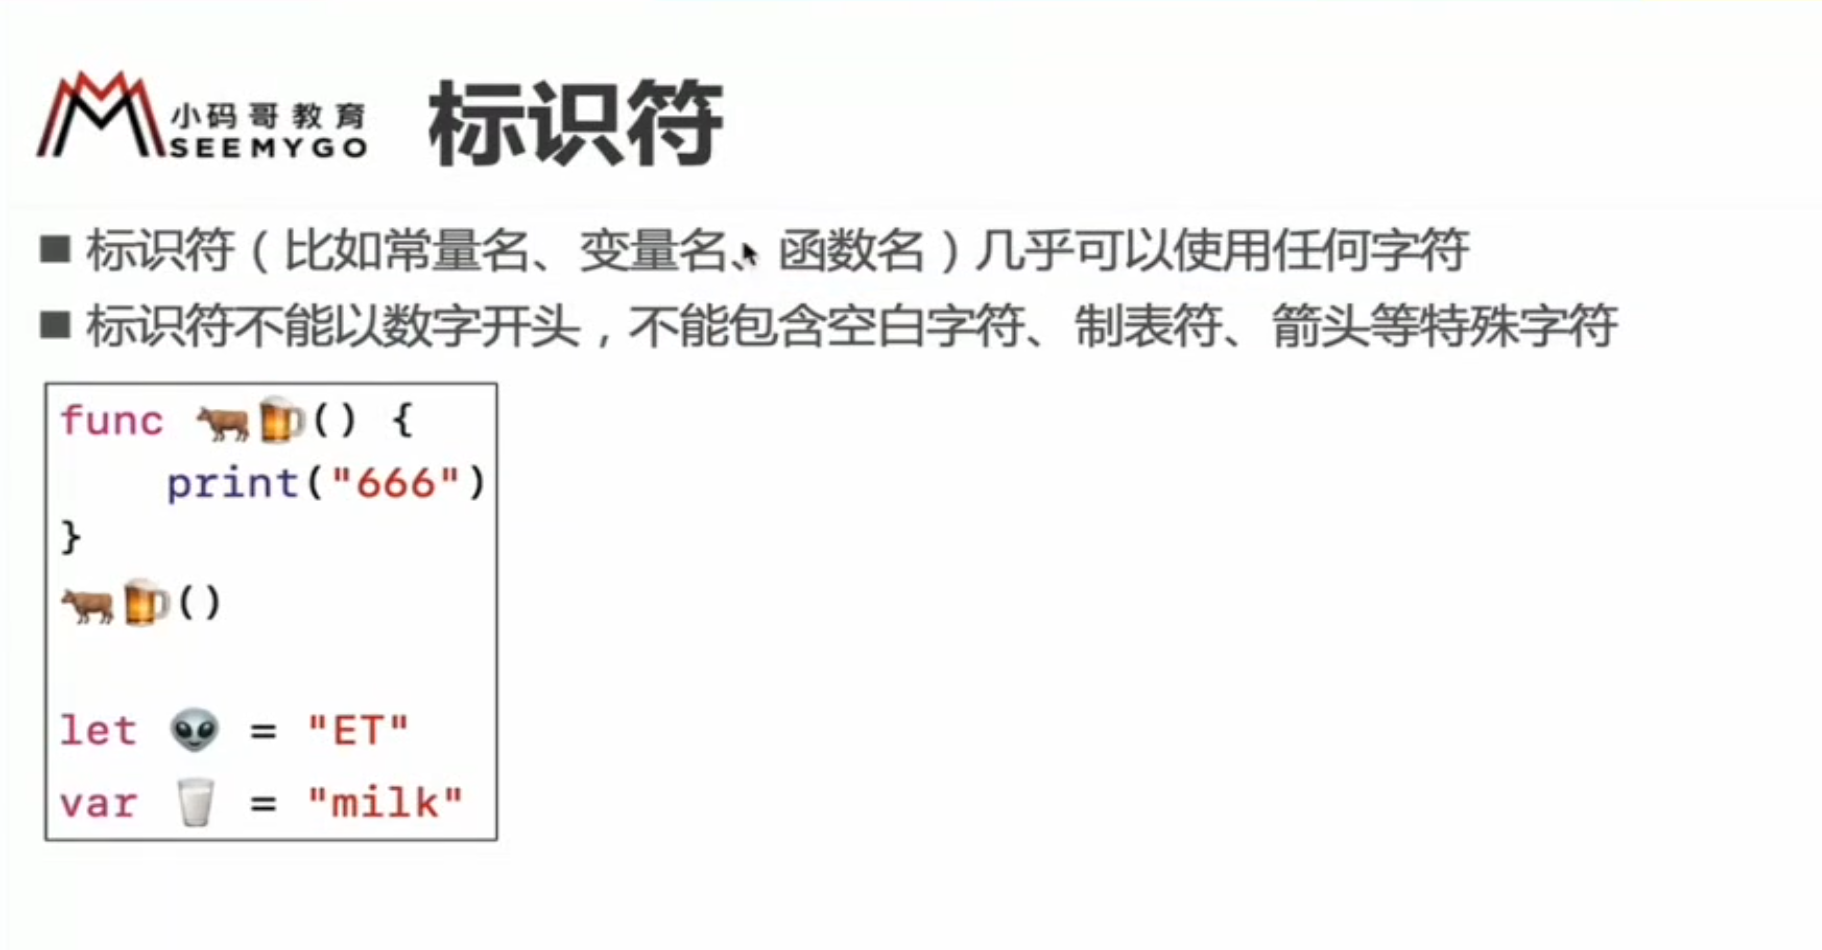 小码哥教育
SEEMYGO
标识符
■ 标识符(比如常量名、变量名、函数名)几乎可以使用任何字符
■ 标识符不能以数字开头,不能包含空白字符、制表符、箭头等特殊字符
func 🐂🍺() {
    print("666")
}
🐂🍺()
let 👽 = "ET"
var 🥛 = "milk"